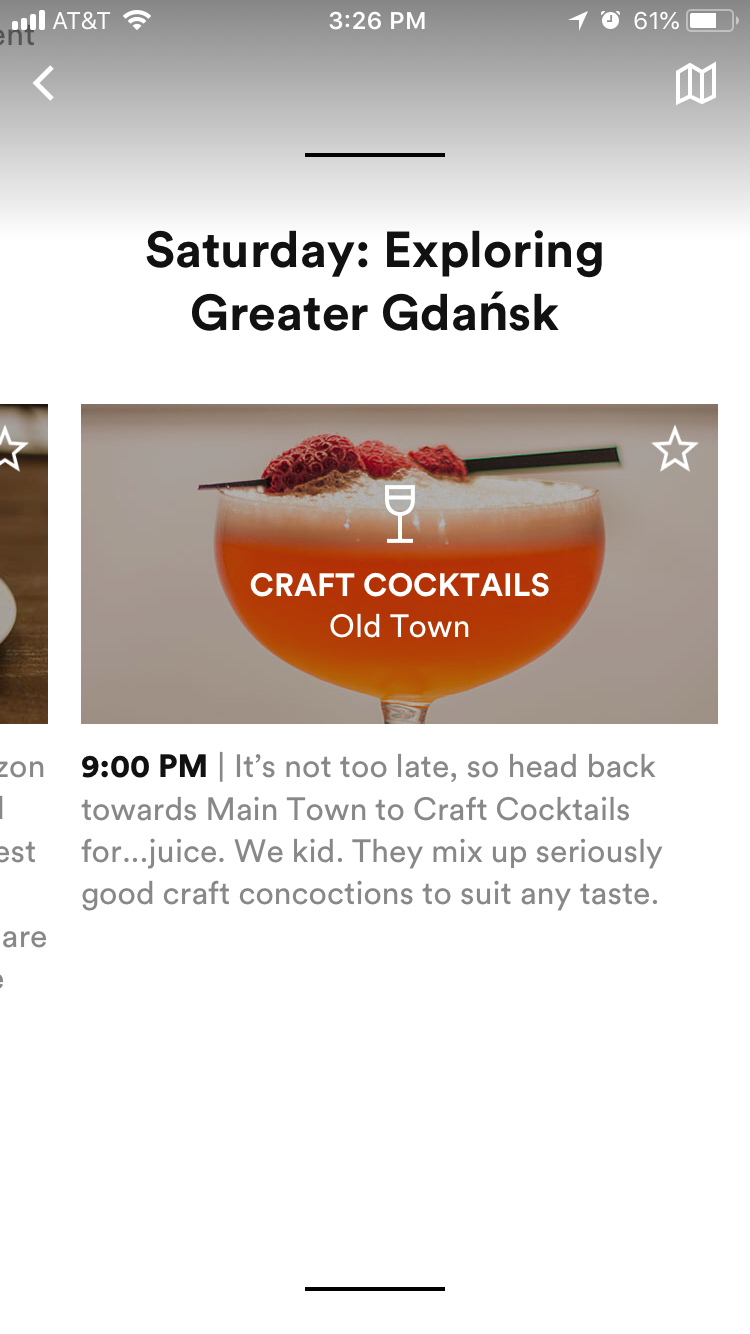 AT&T 3:26 PM 61%
ent
Saturday: Exploring
Greater Gdańsk
CRAFT COCKTAILS
Old Town
zon
est
are
9:00 PM | It’s not too late, so head back
towards Main Town to Craft Cocktails
for...juice. We kid. They mix up seriously
good craft concoctions to suit any taste.